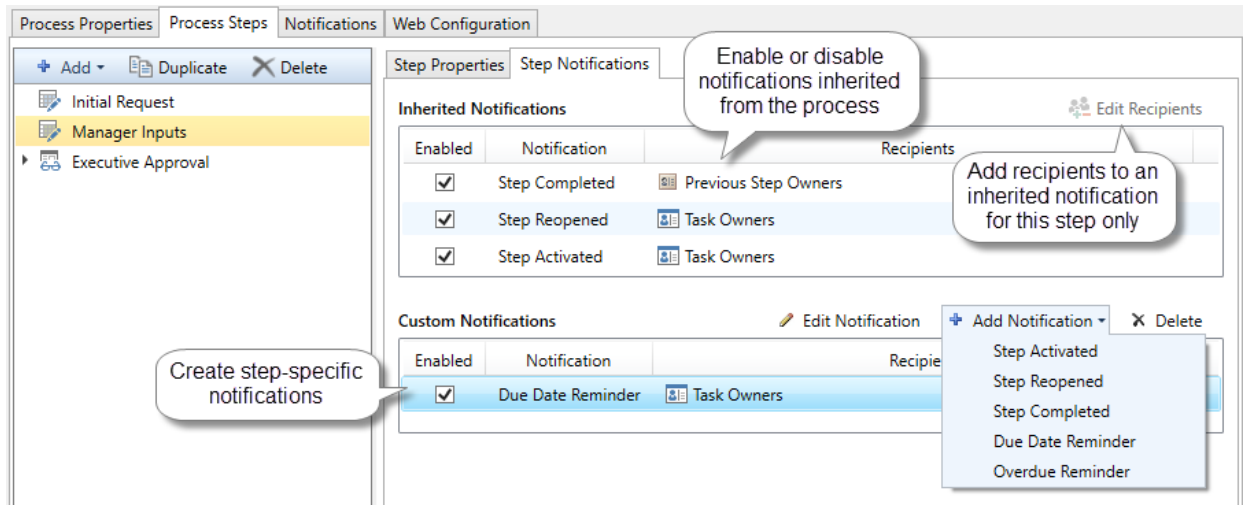 Process Properties Process Steps Notifications Web Configuration
Add Duplicate Delete
Initial Request
Manager Inputs
Executive Approval
Step Properties Step Notifications
Enable or disable
notifications inherited
from the process
Inherited Notifications Edit Recipients
Enabled Notification Recipients
Step Completed Previous Step Owners
Step Reopened Task Owners
Step Activated Task Owners
Add recipients to an
inherited notification
for this step only
Custom Notifications Edit Notification Add Notification Delete
Enabled Notification Recipie
Due Date Reminder Task Owners
Create step-specific
notifications
Step Activated
Step Reopened
Step Completed
Due Date Reminder
Overdue Reminder